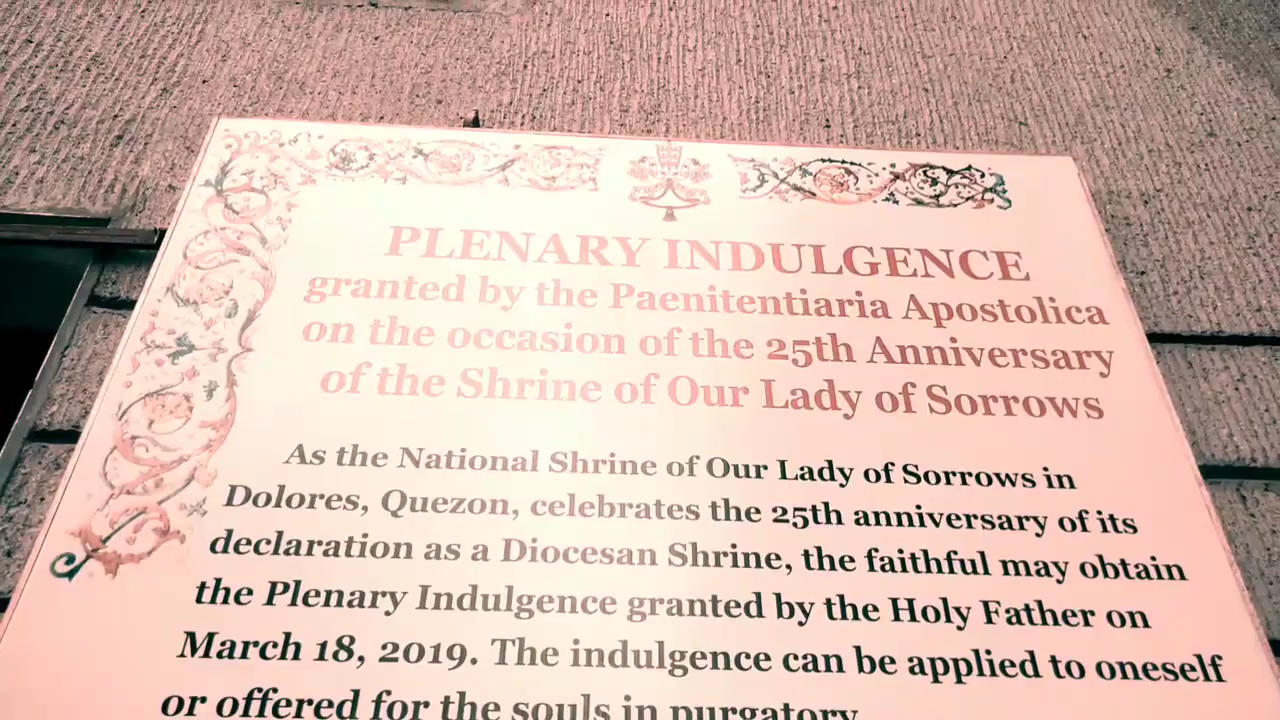 PLENARY INDULGENCE
granted by the Paenitentiaria Apostolica
on the occasion of the 25th Anniversary
of the Shrine of Our Lady of Sorrows
As the National Shrine of Our Lady of Sorrows in
Dolores, Quezon, celebrates the 25th anniversary of its
declaration as a Diocesan Shrine, the faithful may obtain
the Plenary Indulgence granted by the Holy Father on
March 18, 2019. The indulgence can be applied to oneself
or offered for the souls in purgatory